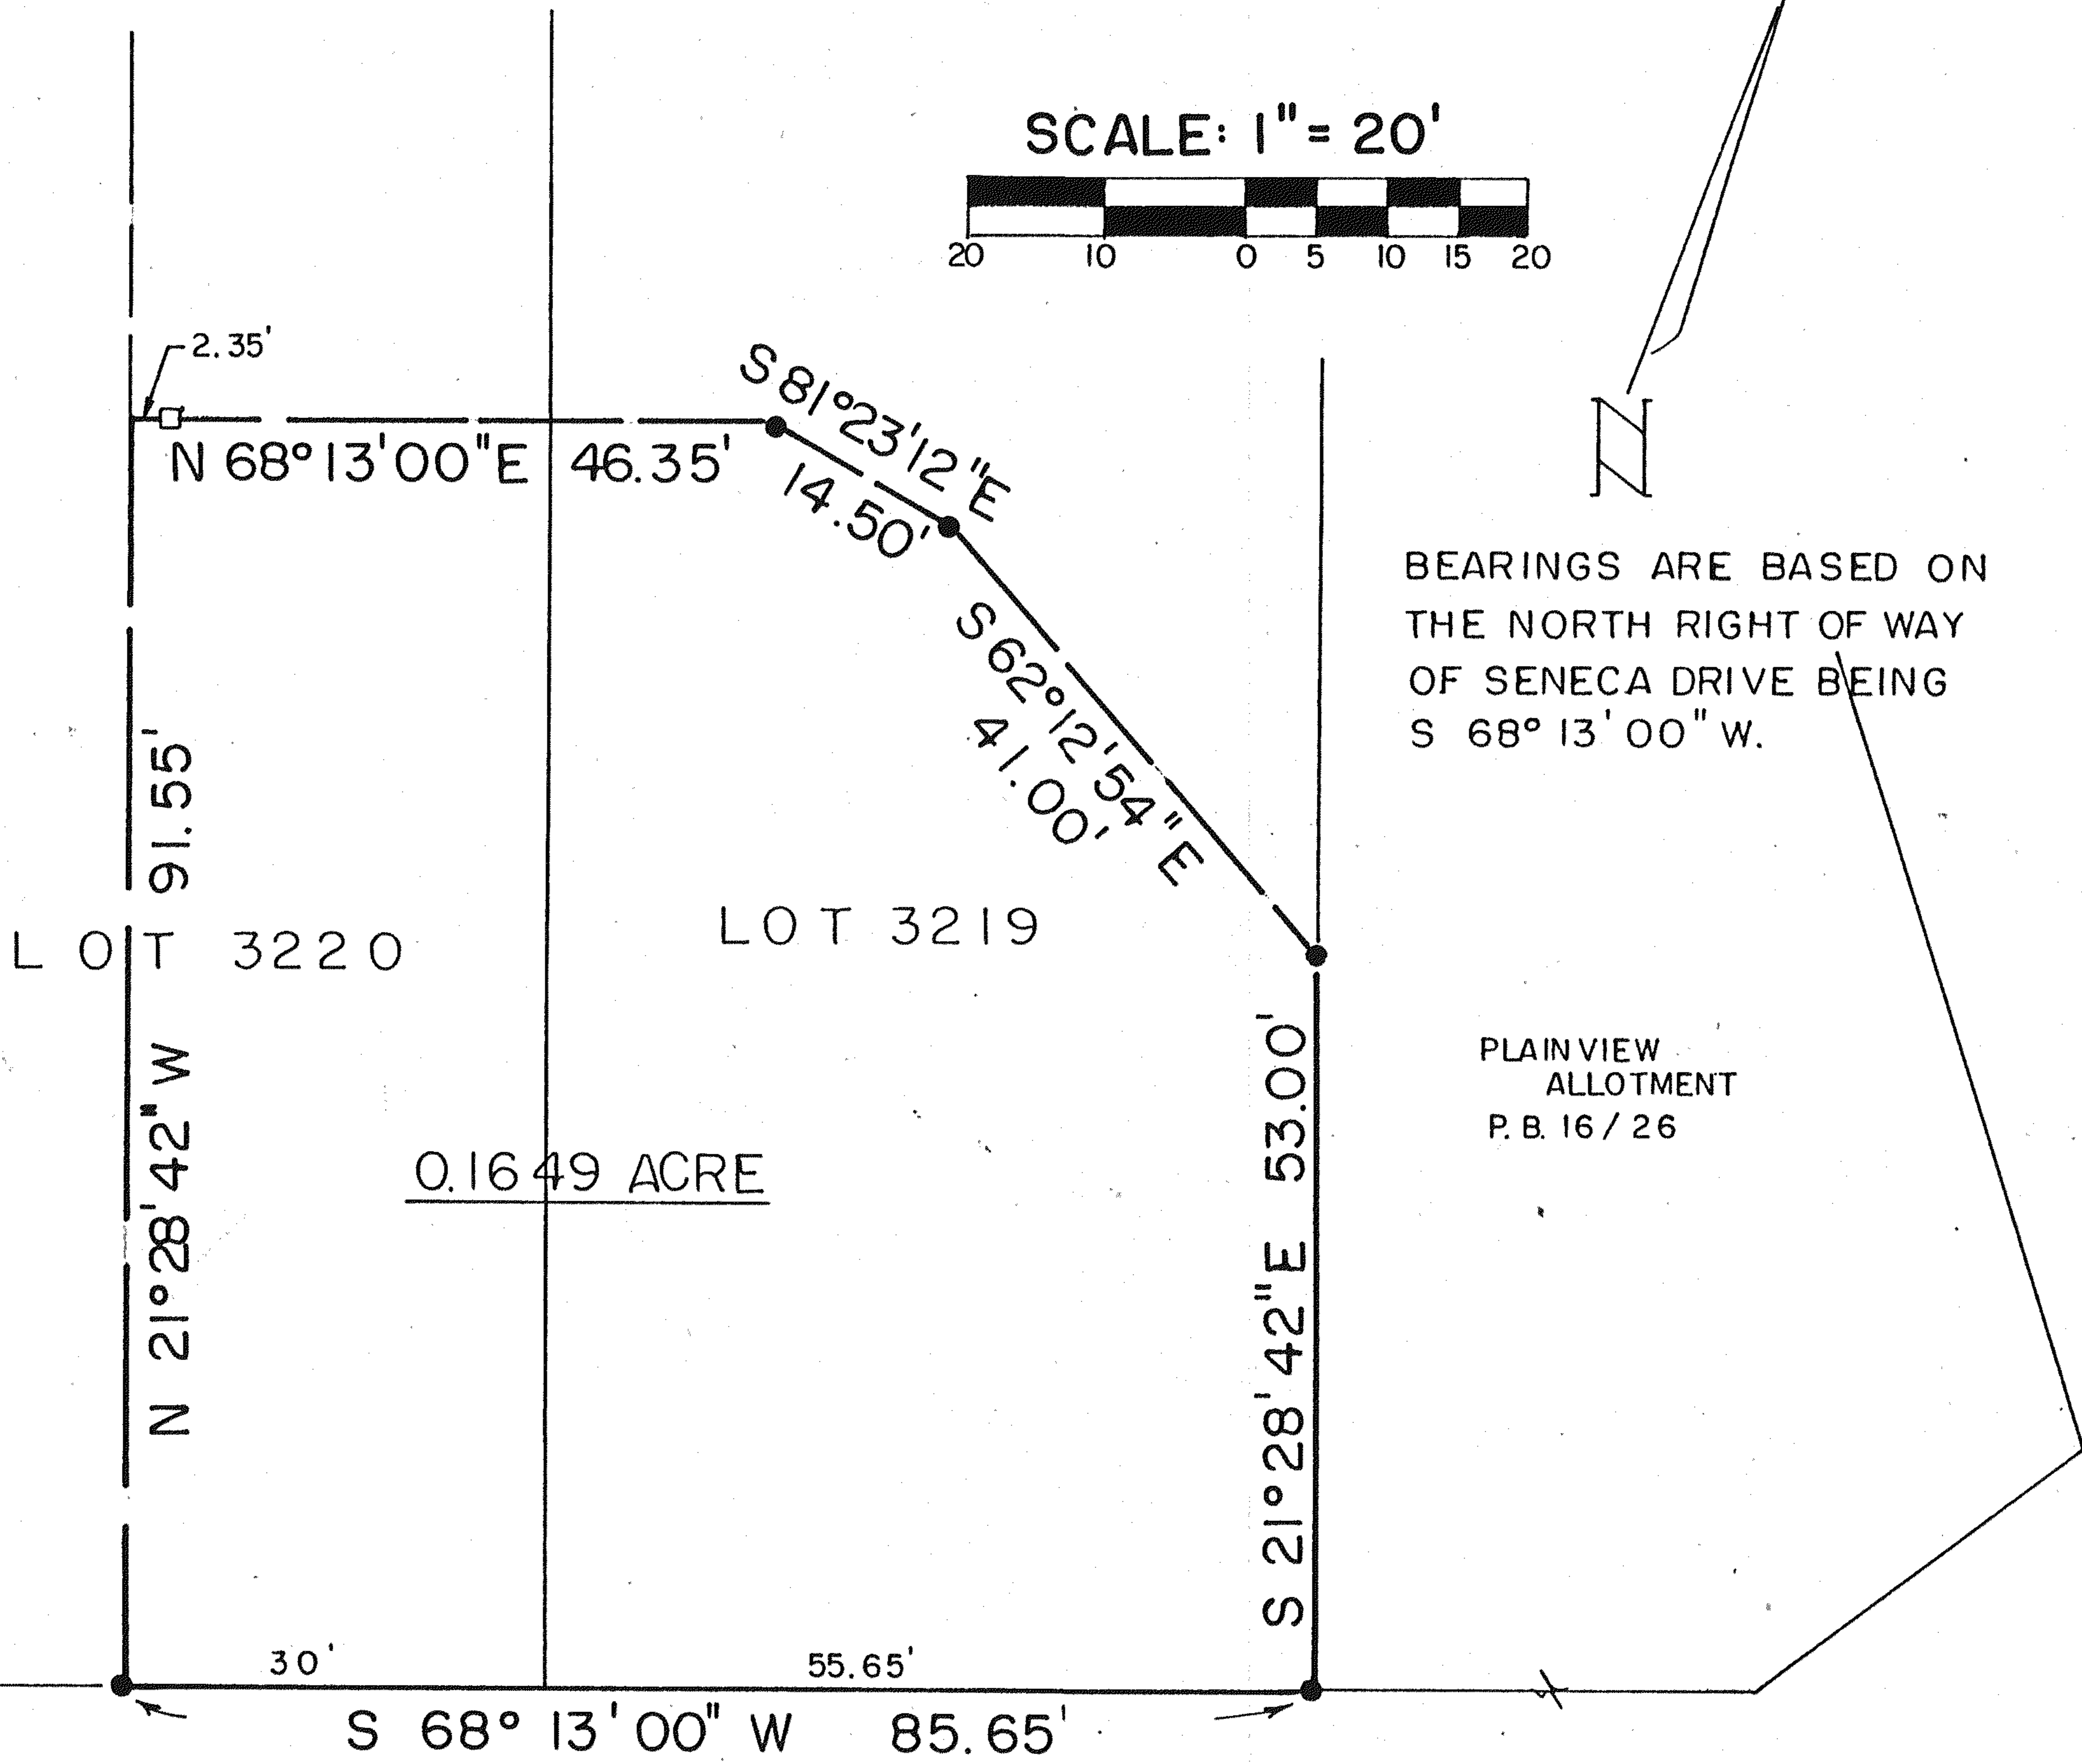 SCALE: 1" = 20'
20 10 0 5 10 15 20
2.35'
N 68°13'00"E 46.35'
S 81°23'12"E
14.50'
S 62°12'54"E
41.00'
N
BEARINGS ARE BASED ON
THE NORTH RIGHT OF WAY
OF SENECA DRIVE BEING
S 68° 13' 00" W.
N 21°28'42" W 91.55'
LOT 3220
LOT 3219
0.1649 ACRE
S 21°28'42"E 53.00'
PLAINVIEW
ALLOTMENT
P. B. 16 / 26
30'
55.65'
S 68° 13' 00" W 85.65'